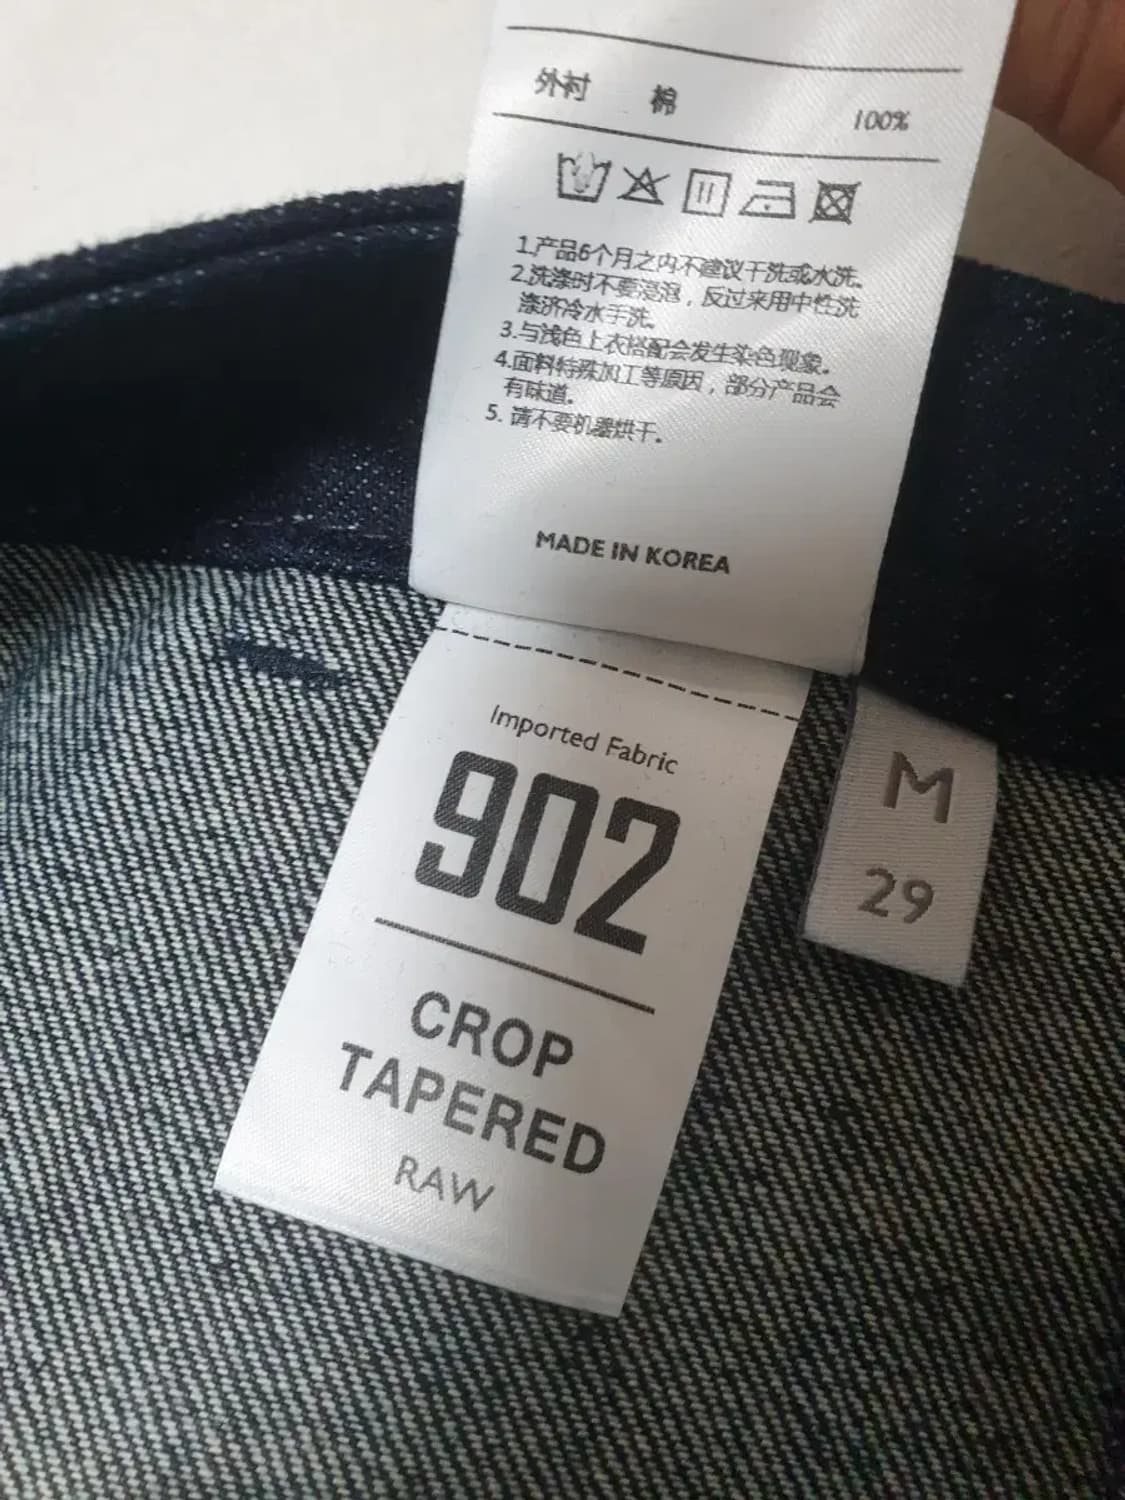 外衬 棉 100%
1.产品6个月之内不建议干洗或水洗。
2.洗涤时不要浸泡，反过来用中性洗
涤济冷水手洗。
3.与浅色上衣搭配会发生染色现象。
4.面料特殊加工等原因，部分产品会
有味道。
5. 请不要机器烘干。
MADE IN KOREA
Imported Fabric
902
CROP
TAPERED
RAW
M
29